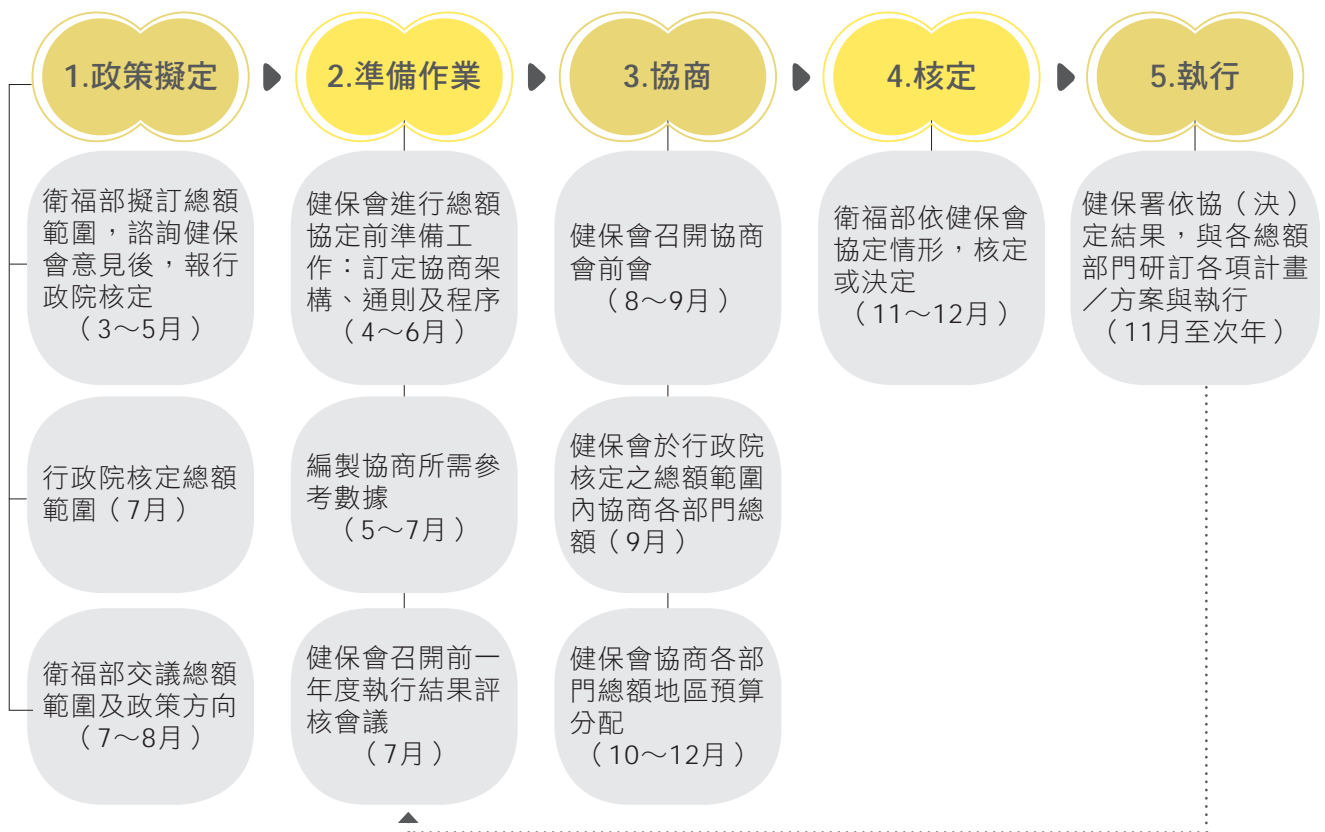 1.政策擬定
2.準備作業
3.協商
4.核定
5.執行
衛福部擬訂總額
範圍，諮詢健保
會意見後，報行
政院核定
（3～5月）
行政院核定總額
範圍（7月）
衛福部交議總額
範圍及政策方向
（7～8月）
健保會進行總額
協定前準備工
作：訂定協商架
構、通則及程序
（4～6月）
編製協商所需參
考數據
（5～7月）
健保會召開前一
年度執行結果評
核會議
（7月）
健保會召開協商
會前會
（8～9月）
健保會於行政院
核定之總額範圍
內協商各部門總
額（9月）
健保會協商各部
門總額地區預算
分配
（10～12月）
衛福部依健保會
協定情形，核定
或決定
（11～12月）
健保署依協（決）
定結果，與各總額
部門研訂各項計畫
／方案與執行
（11月至次年）